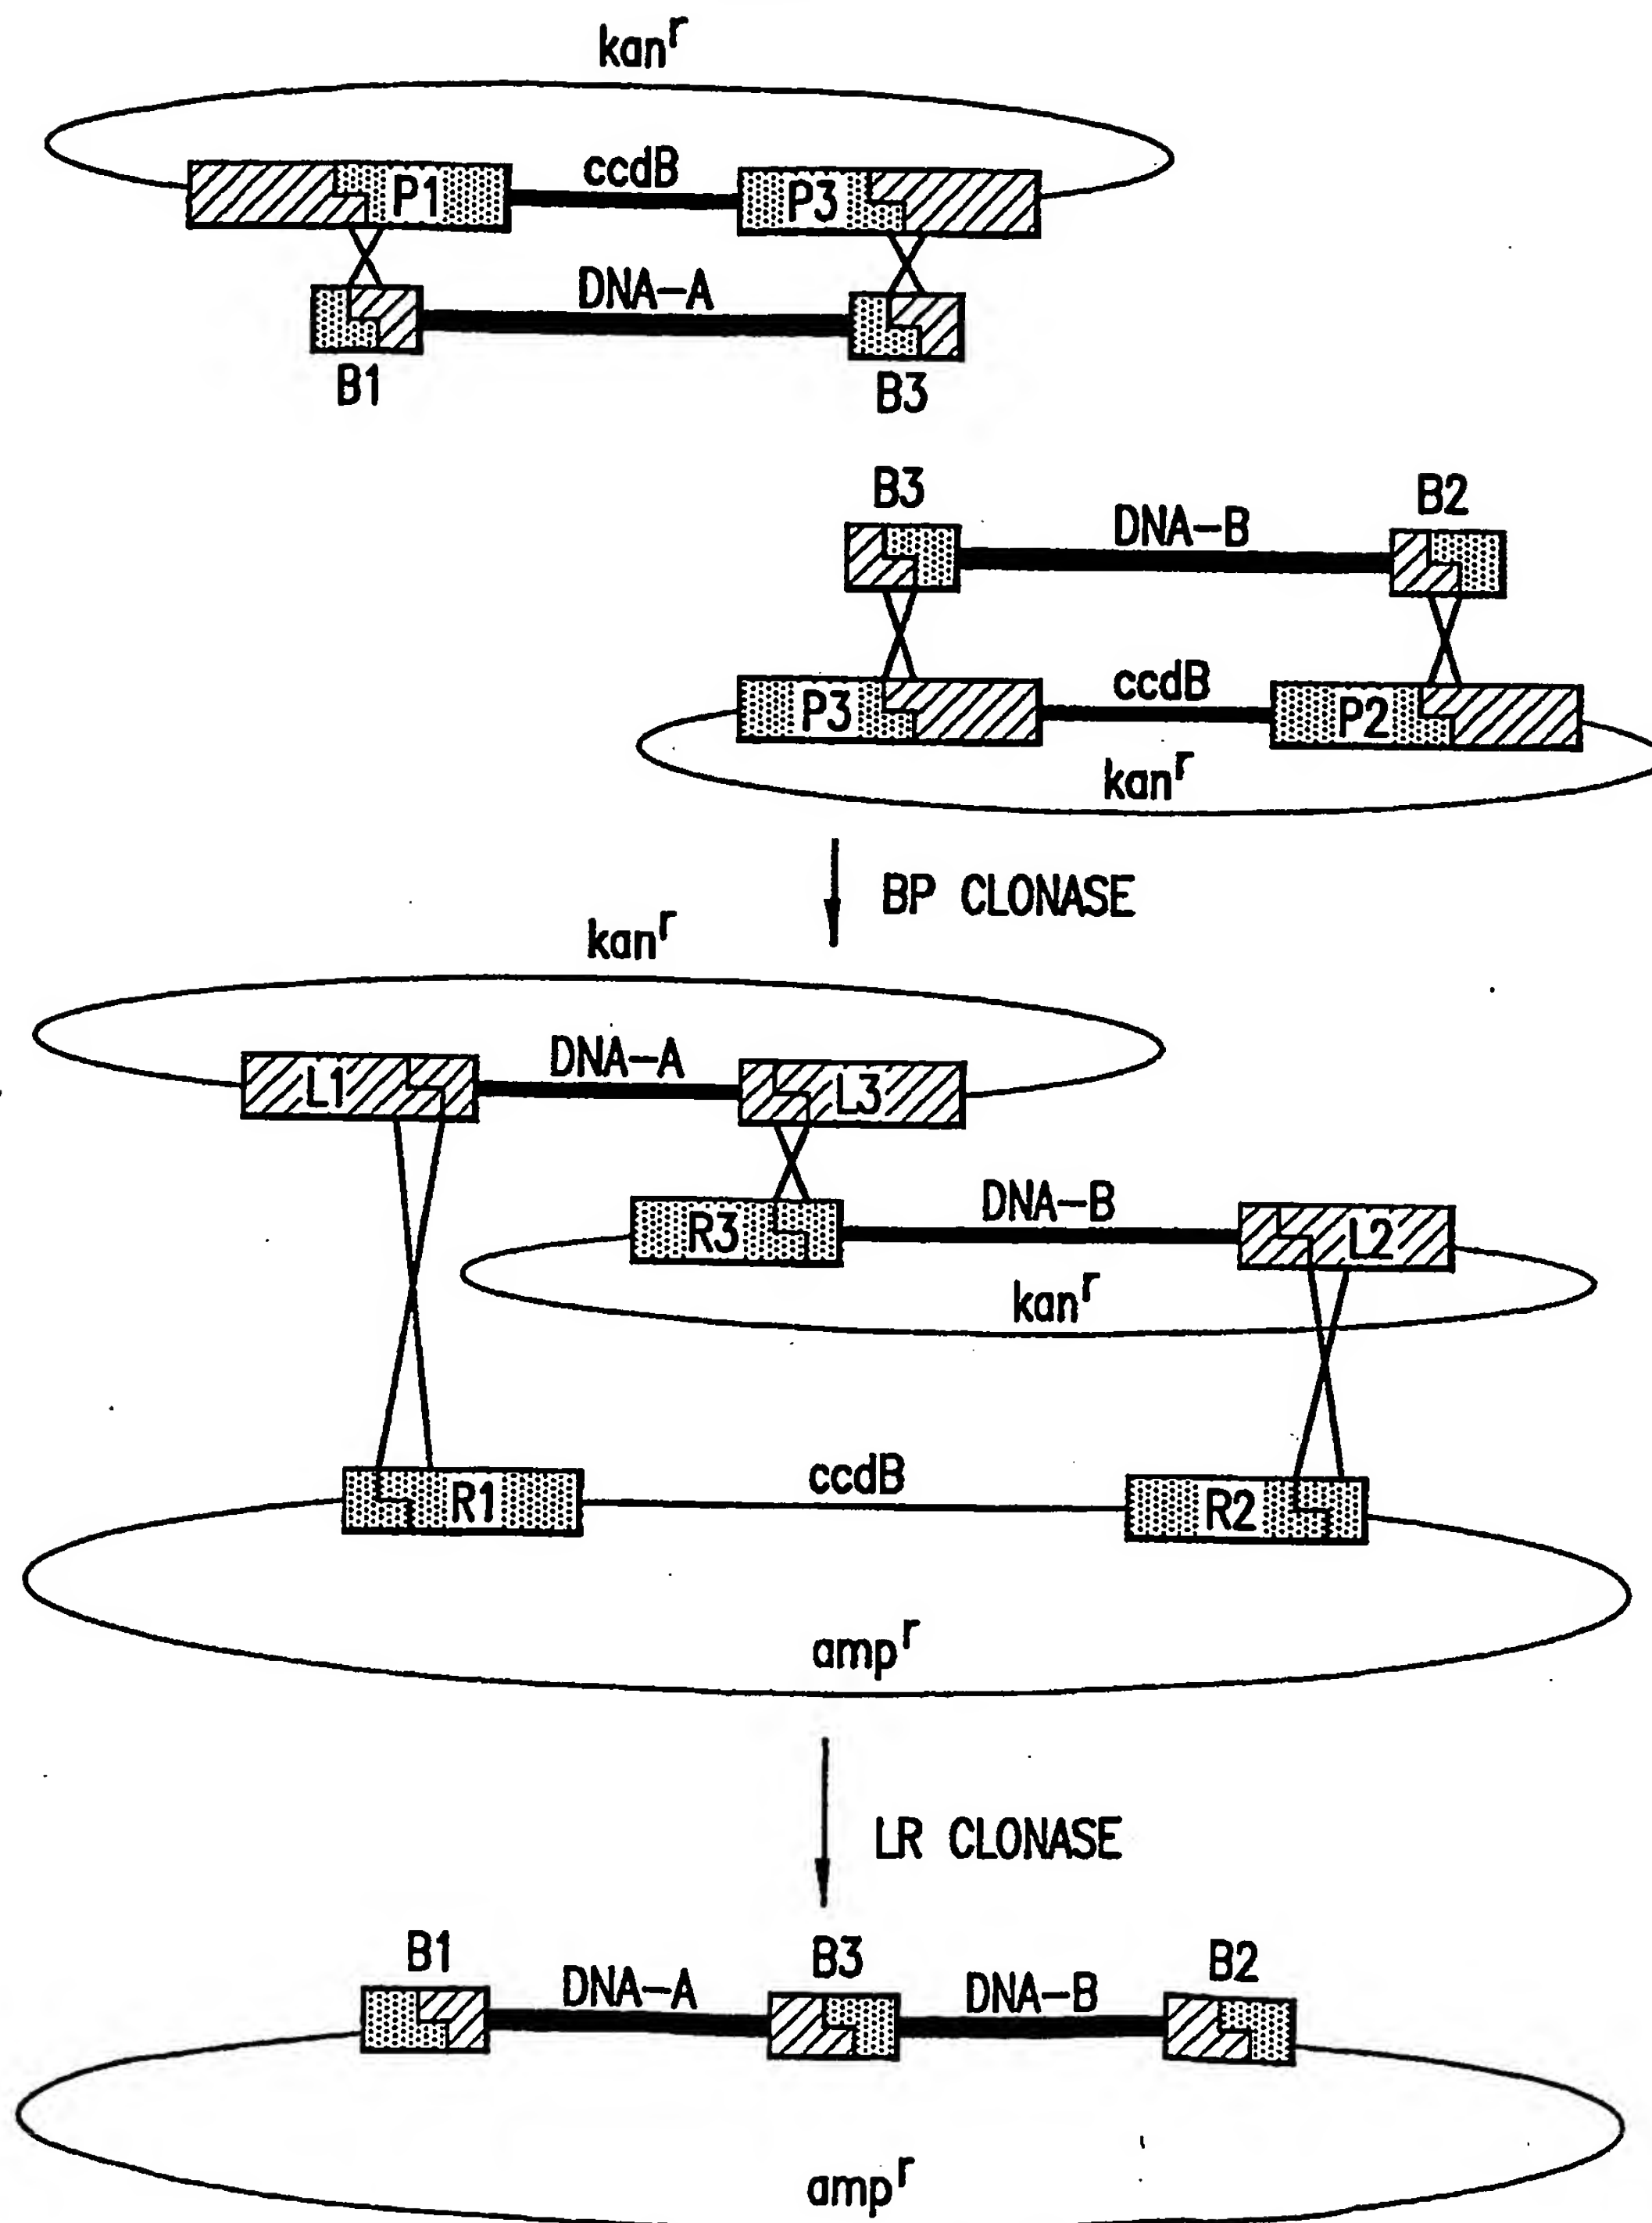 kanʳ
P1 ccdB P3
DNA-A
B1 B3
B3 DNA-B B2
P3 ccdB P2
kanʳ
BP CLONASE
kanʳ
L1 DNA-A L3
R3 DNA-B L2
kanʳ
R1 ccdB R2
ampʳ
LR CLONASE
B1 DNA-A B3 DNA-B B2
ampʳ